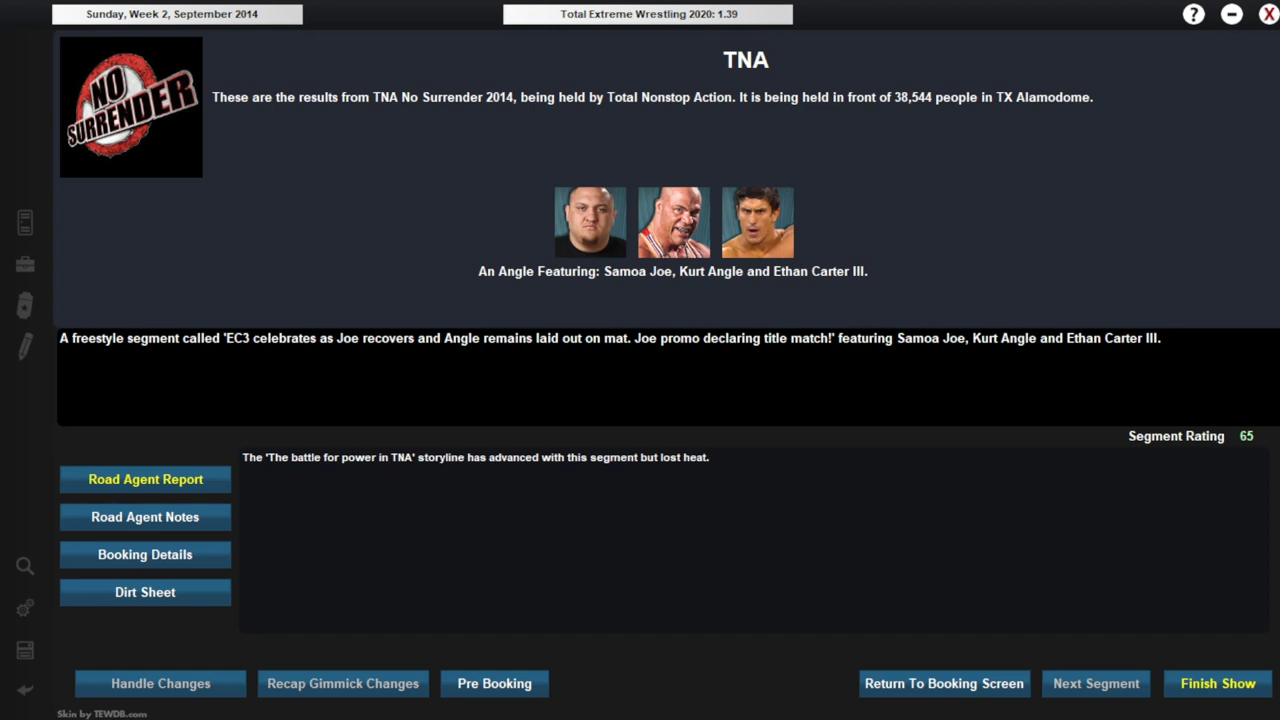 Sunday, Week 2, September 2014
Total Extreme Wrestling 2020: 1.39
?
X
NO
SURRENDER
TNA
These are the results from TNA No Surrender 2014, being held by Total Nonstop Action. It is being held in front of 38,544 people in TX Alamodome.
An Angle Featuring: Samoa Joe, Kurt Angle and Ethan Carter III.
A freestyle segment called 'EC3 celebrates as Joe recovers and Angle remains laid out on mat. Joe promo declaring title match!' featuring Samoa Joe, Kurt Angle and Ethan Carter III.
Segment Rating 65
The 'The battle for power in TNA' storyline has advanced with this segment but lost heat.
Road Agent Report
Road Agent Notes
Booking Details
Dirt Sheet
Handle Changes
Recap Gimmick Changes
Pre Booking
Return To Booking Screen
Next Segment
Finish Show
Skin by TEWDB.com